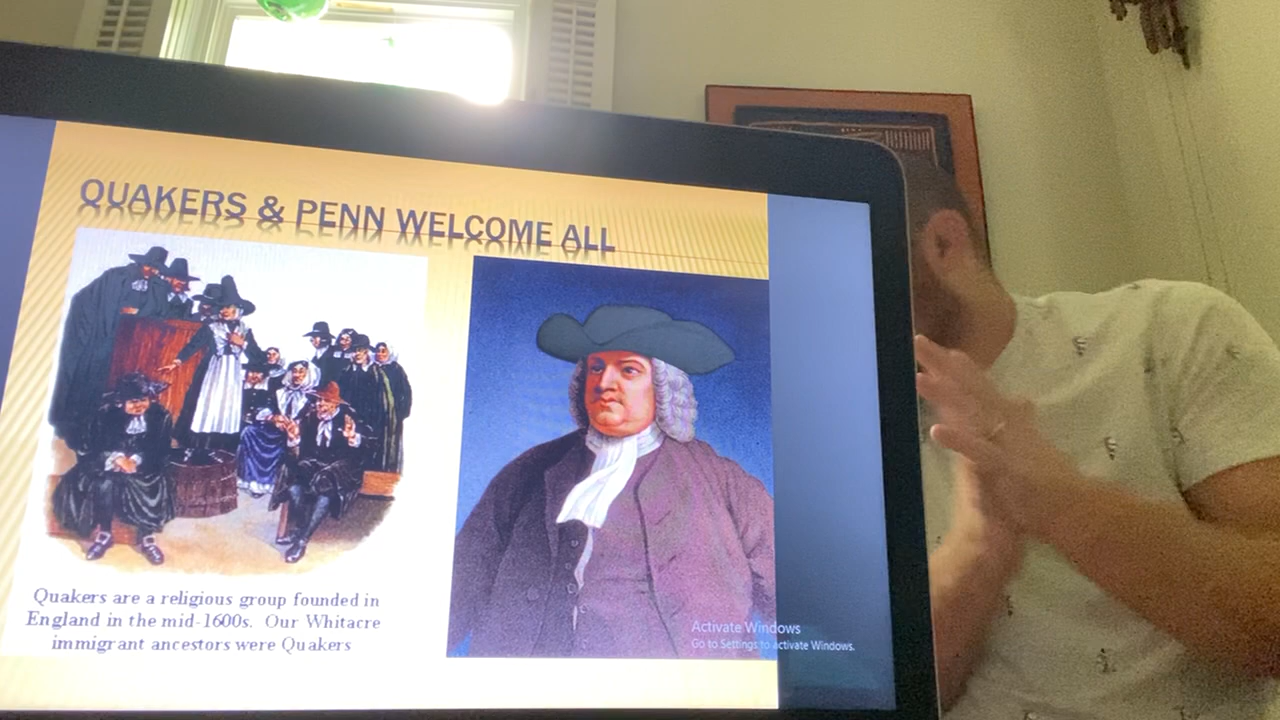 QUAKERS & PENN WELCOME ALL
Quakers are a religious group founded in
England in the mid-1600s. Our Whitacre
immigrant ancestors were Quakers
Activate Windows
Go to Settings to activate Windows.